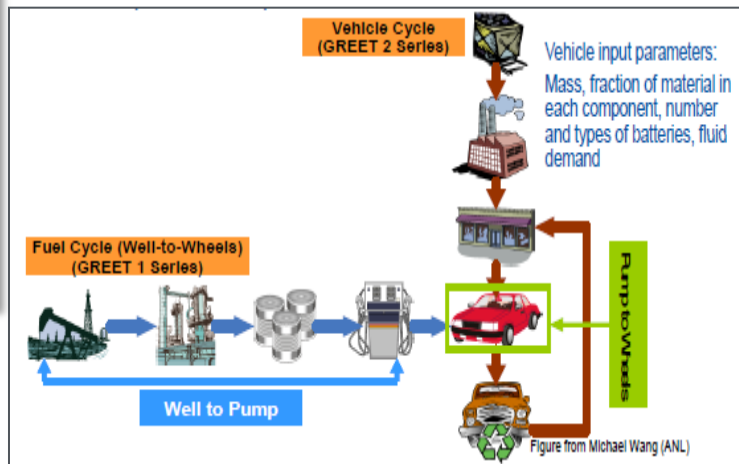 Vehicle Cycle
(GREET 2 Series)
Vehicle input parameters:
Mass, fraction of material in
each component, number
and types of batteries, fluid
demand
Fuel Cycle (Well-to-Wheels)
(GREET 1 Series)
Pump to Wheels
Well to Pump
Figure from Michael Wang (ANL)